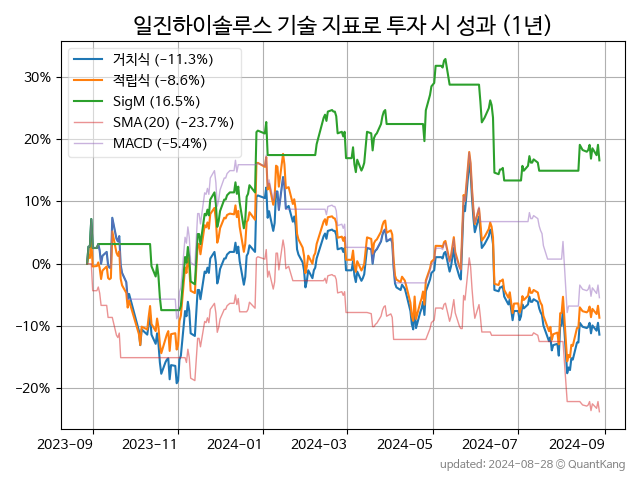 일진하이솔루스 기술 지표로 투자 시 성과 (1년)
거치식 (−11.3%)
적립식 (−8.6%)
SigM (16.5%)
SMA(20) (−23.7%)
MACD (−5.4%)
30%
20%
10%
0%
−10%
−20%
2023-09 2023-11 2024-01 2024-03 2024-05 2024-07 2024-09
updated: 2024-08-28 © QuantKang